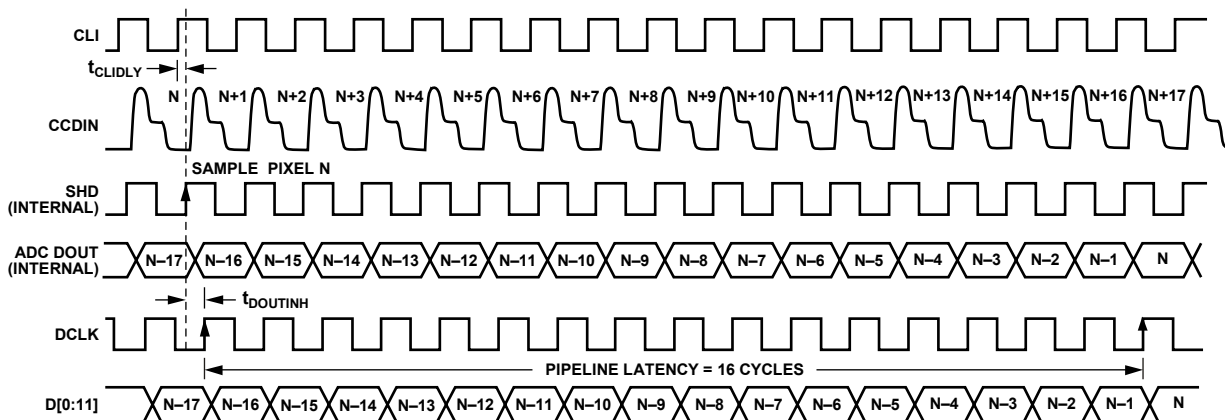 CLI
tCLIDLY
N N+1 N+2 N+3 N+4 N+5 N+6 N+7 N+8 N+9 N+10 N+11 N+12 N+13 N+14 N+15 N+16 N+17
CCDIN
SAMPLE PIXEL N
SHD
(INTERNAL)
ADC DOUT
(INTERNAL)
N–17 N–16 N–15 N–14 N–13 N–12 N–11 N–10 N–9 N–8 N–7 N–6 N–5 N–4 N–3 N–2 N–1 N
tDOUTINH
DCLK
PIPELINE LATENCY = 16 CYCLES
D[0:11] N–17 N–16 N–15 N–14 N–13 N–12 N–11 N–10 N–9 N–8 N–7 N–6 N–5 N–4 N–3 N–2 N–1 N